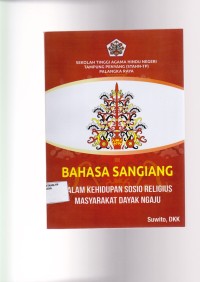 SEKOLAH TINGGI AGAMA HINDU NEGERI
TAMPUNG PENYANG (STAHN-TP)
PALANGKA RAYA
BAHASA SANGIANG
DALAM KEHIDUPAN SOSIO RELIGIUS
MASYARAKAT DAYAK NGAJU
Suwito, DKK